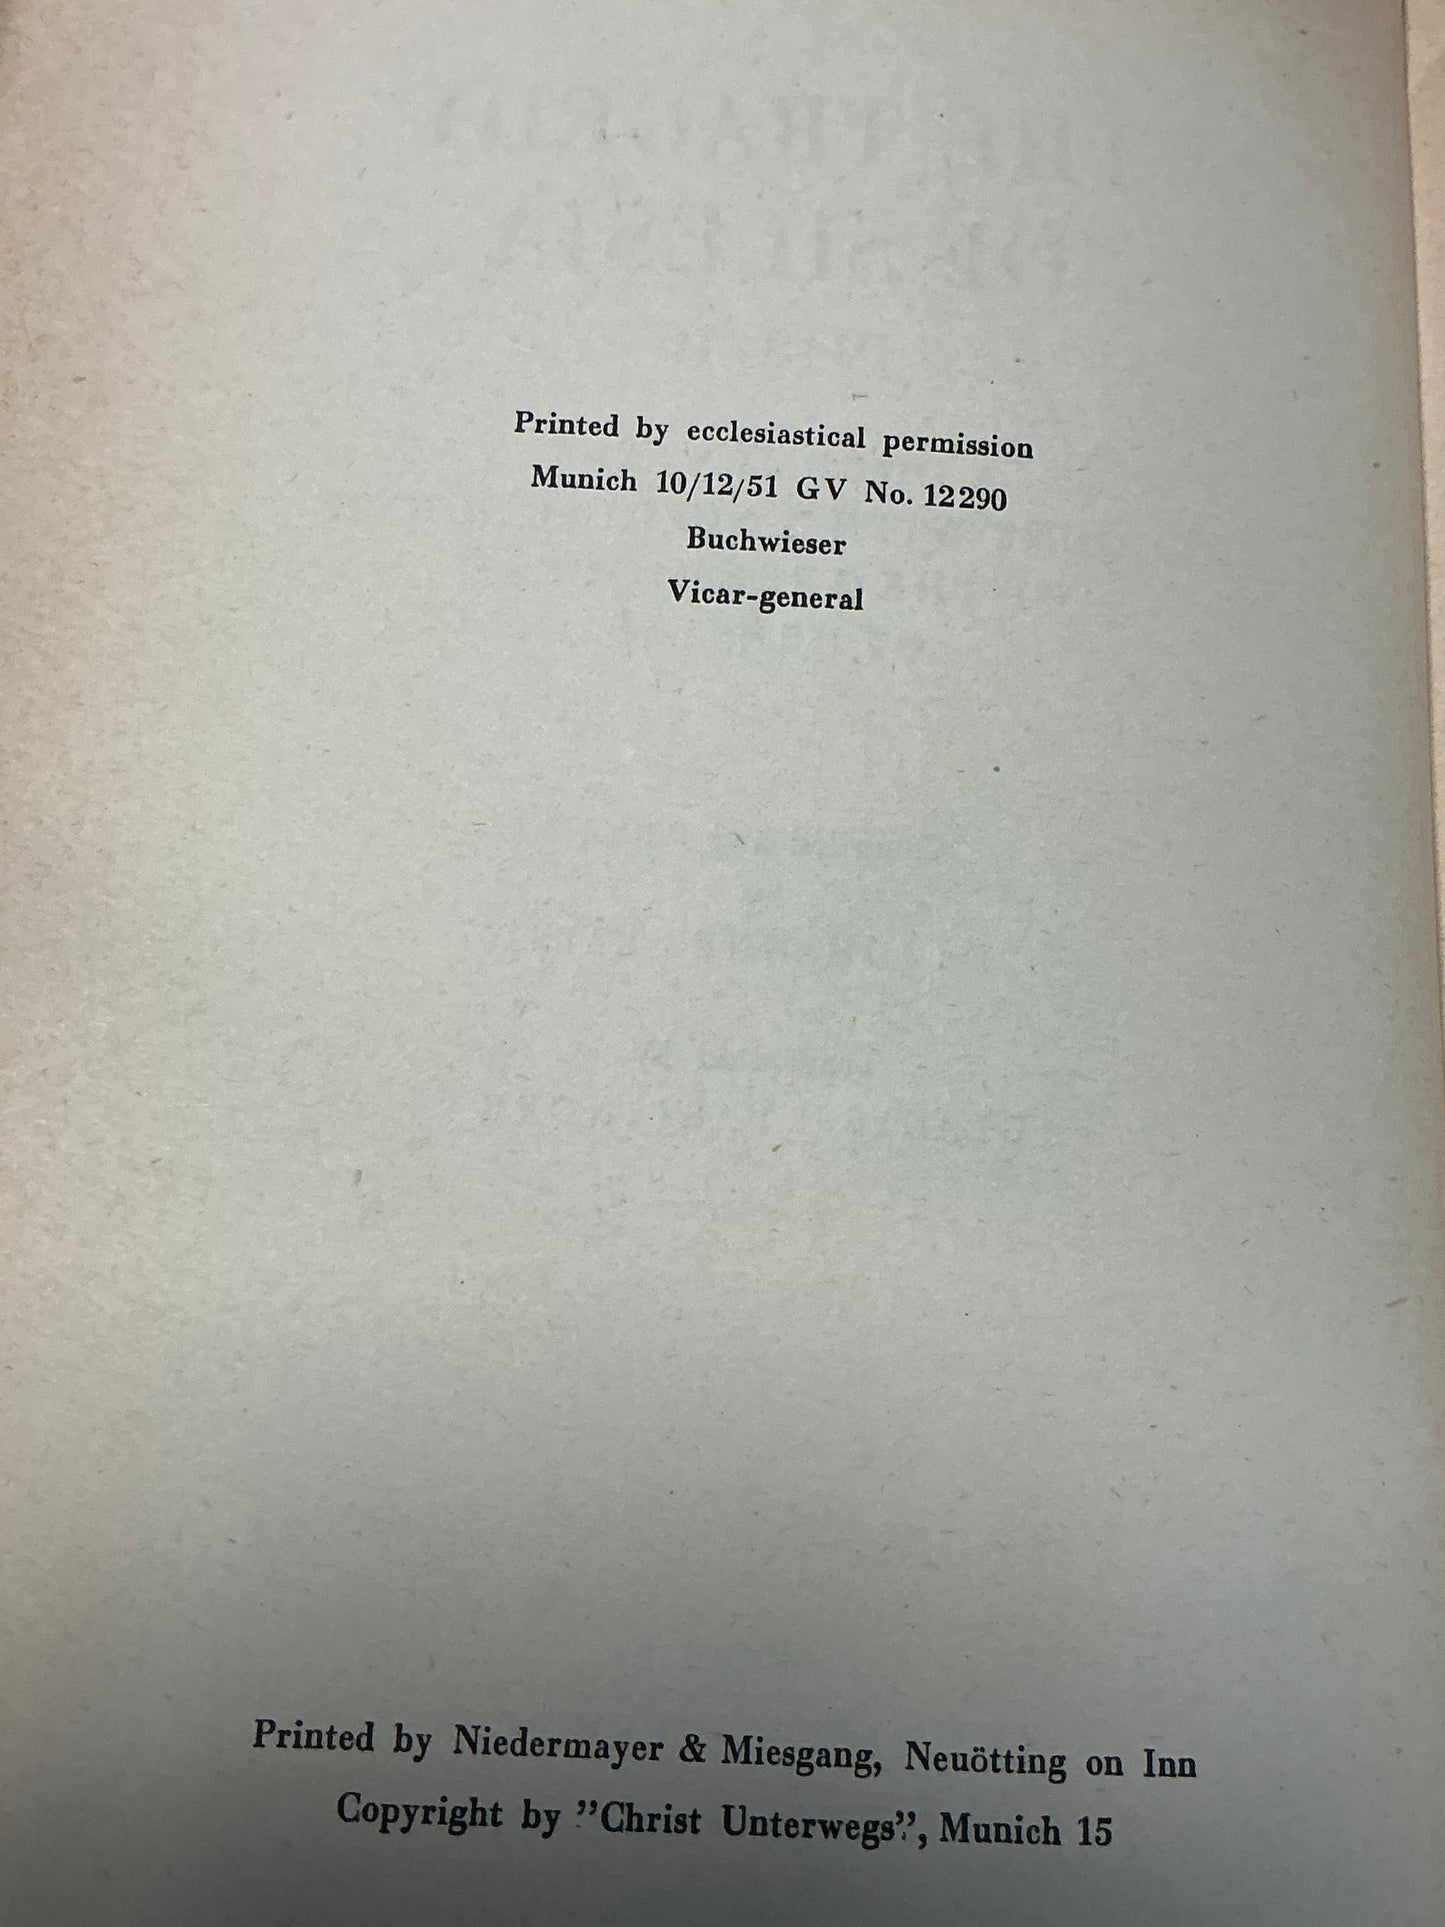 Printed by ecclesiastical permission
Munich 10/12/51 GV No. 12290
Buchwieser
Vicar-general
Printed by Niedermayer & Miesgang, Neuötting on Inn
Copyright by ”Christ Unterwegs”, Munich 15